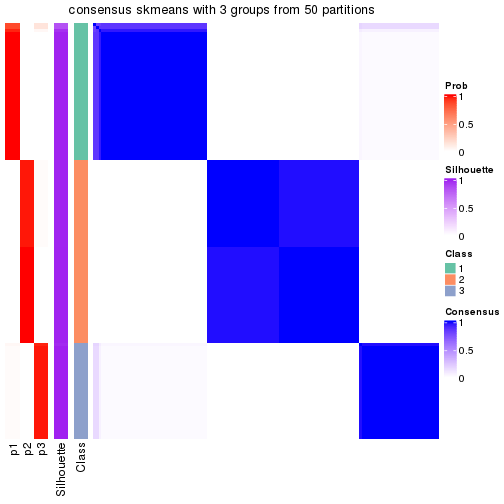 consensus skmeans with 3 groups from 50 partitions
Prob
1
0.5
0
Silhouette
1
0.5
0
Class
1
2
3
Consensus
1
0.5
0
p1
p2
p3
Silhouette
Class